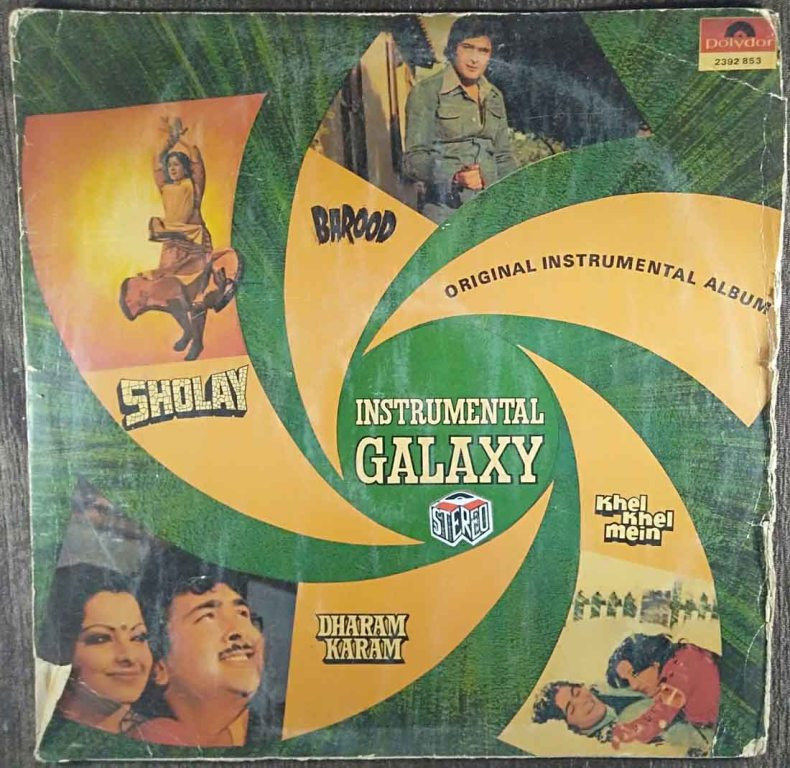 Polydor
2392 853
BAROOD
ORIGINAL INSTRUMENTAL ALBUM
SHOLAY
INSTRUMENTAL
GALAXY
STEREO
Khel
Khel
mein
DHARAM
KARAM